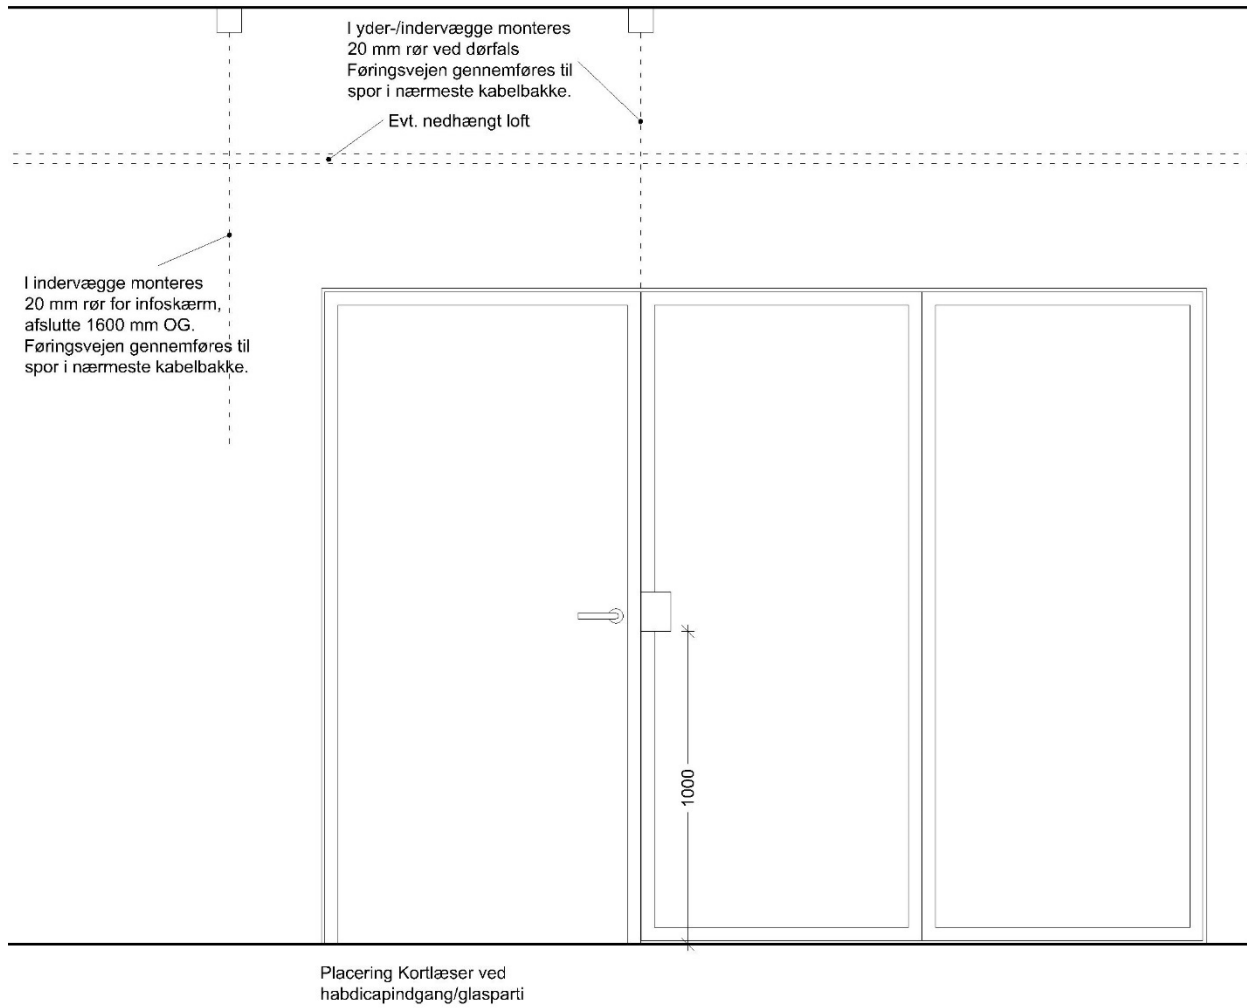 I yder-/indervægge monteres
20 mm rør ved dørfals
Føringsvejen gennemføres til
spor i nærmeste kabelbakke.
Evt. nedhængt loft
I indervægge monteres
20 mm rør for infoskærm,
afslutte 1600 mm OG.
Føringsvejen gennemføres til
spor i nærmeste kabelbakke.
1000
Placering Kortlæser ved
habdicapindgang/glasparti